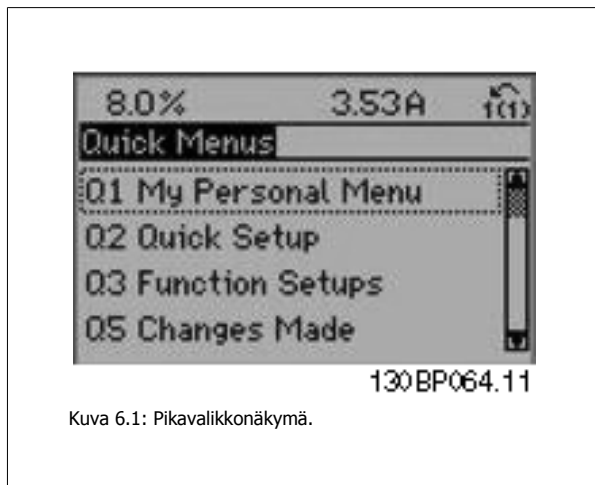 8.0% 3.53A 1(1)
Quick Menus
Q1 My Personal Menu
Q2 Quick Setup
Q3 Function Setups
Q5 Changes Made
130BP064.11
Kuva 6.1: Pikavalikkonäkymä.